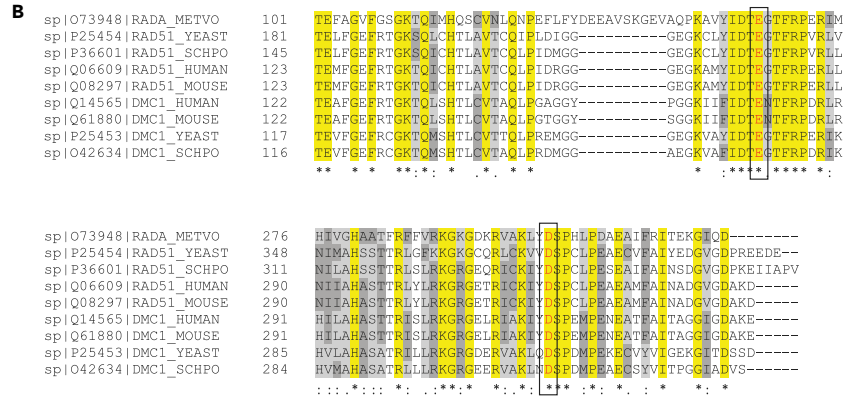 B
sp|O73948|RADA_METVO 101 TEFAGVFGSGKTQIMHQSCVNLQNPEFLFYDEEAVSKGEVAQPKAVYIDTEGTFRPERIM
sp|P25454|RAD51_YEAST 181 TELFGEFRTGKSQLCHTLAVTCQIPLDIGG----------GEGKCLYIDTEGTFRPVRLV
sp|P36601|RAD51_SCHPO 145 TELFGEFRTGKSQICHTLAVTCQLPIDMGG----------GEGKCLYIDTEGTFRPERLL
sp|Q06609|RAD51_HUMAN 123 TEMFGEFRTGKTQICHTLAVTCQLPIDRGG----------GEGKAMYIDTEGTFRPERLL
sp|Q08297|RAD51_MOUSE 123 TEMFGEFRTGKTQICHTLAVTCQLPIDRGG----------GEGKAMYIDTEGTFRPERLL
sp|Q14565|DMC1_HUMAN 122 TEAFGEFRTGKTQLSHTLCVTAQLPGAGGY----------PGGKIIFIDTENTFRPDRLR
sp|Q61880|DMC1_MOUSE 122 TEAFGEFRTGKTQLSHTLCVTAQLPGTGGY----------SGGKIIFIDTENTFRPDRLR
sp|P25453|DMC1_YEAST 117 TEVFGEFRCGKTQMSHTLCVTTQLPREMGG----------GEGKVAYIDTEGTFRPERIK
sp|O42634|DMC1_SCHPO 116 TEVFGEFRCGKTQLSHTLCVTAQLPRDMGG----------AEGKVAFIDTEGTFRPDRIK
**  * *  **:*: *  .*. * *                  *   ****  **** *:
sp|O73948|RADA_METVO 276 HIVGHAATFRFFVRKGKGDKRVAKLYDSPHLPDAEAIFRITEKGIQD--------
sp|P25454|RAD51_YEAST 348 NIMAHSSTTRLGFKKGKGCQRLCKVVDSPCLPEAECVFAIYEDGVGDPREEDE--
sp|P36601|RAD51_SCHPO 311 NILAHASTTRLSLRKGRGEQRICKIYDSPCLPESEAIFAINSDGVGDPKEIIAPV
sp|Q06609|RAD51_HUMAN 290 NIIAHASTTRLYLRKGRGETRICKIYDSPCLPEAEAMFAINADGVGDAKD-----
sp|Q08297|RAD51_MOUSE 290 NIIAHASTTRLYLRKGRGETRICKIYDSPCLPEAEAMFAINADGVGDAKD-----
sp|Q14565|DMC1_HUMAN 291 HILAHASTTRISLRKGRGELRIAKIYDSPEMPENEATFAITAGGIGDAKE-----
sp|Q61880|DMC1_MOUSE 291 HILAHASTTRISLRKGRGELRIAKIYDSPEMPENEATFAITAGGIGDAKE-----
sp|P25453|DMC1_YEAST 285 HVLAHASATRILLRKGRGDERVAKLQDSPDMPEKECVYVIGEKGITDSSD-----
sp|O42634|DMC1_SCHPO 284 HVMAHASATRLLLRKGRGEERVAKLNDSPDMPEAECSYVITPGGIADVS------
::..*::: *:  .:**:*  *:.*: ***  :*: *. : *   *: *